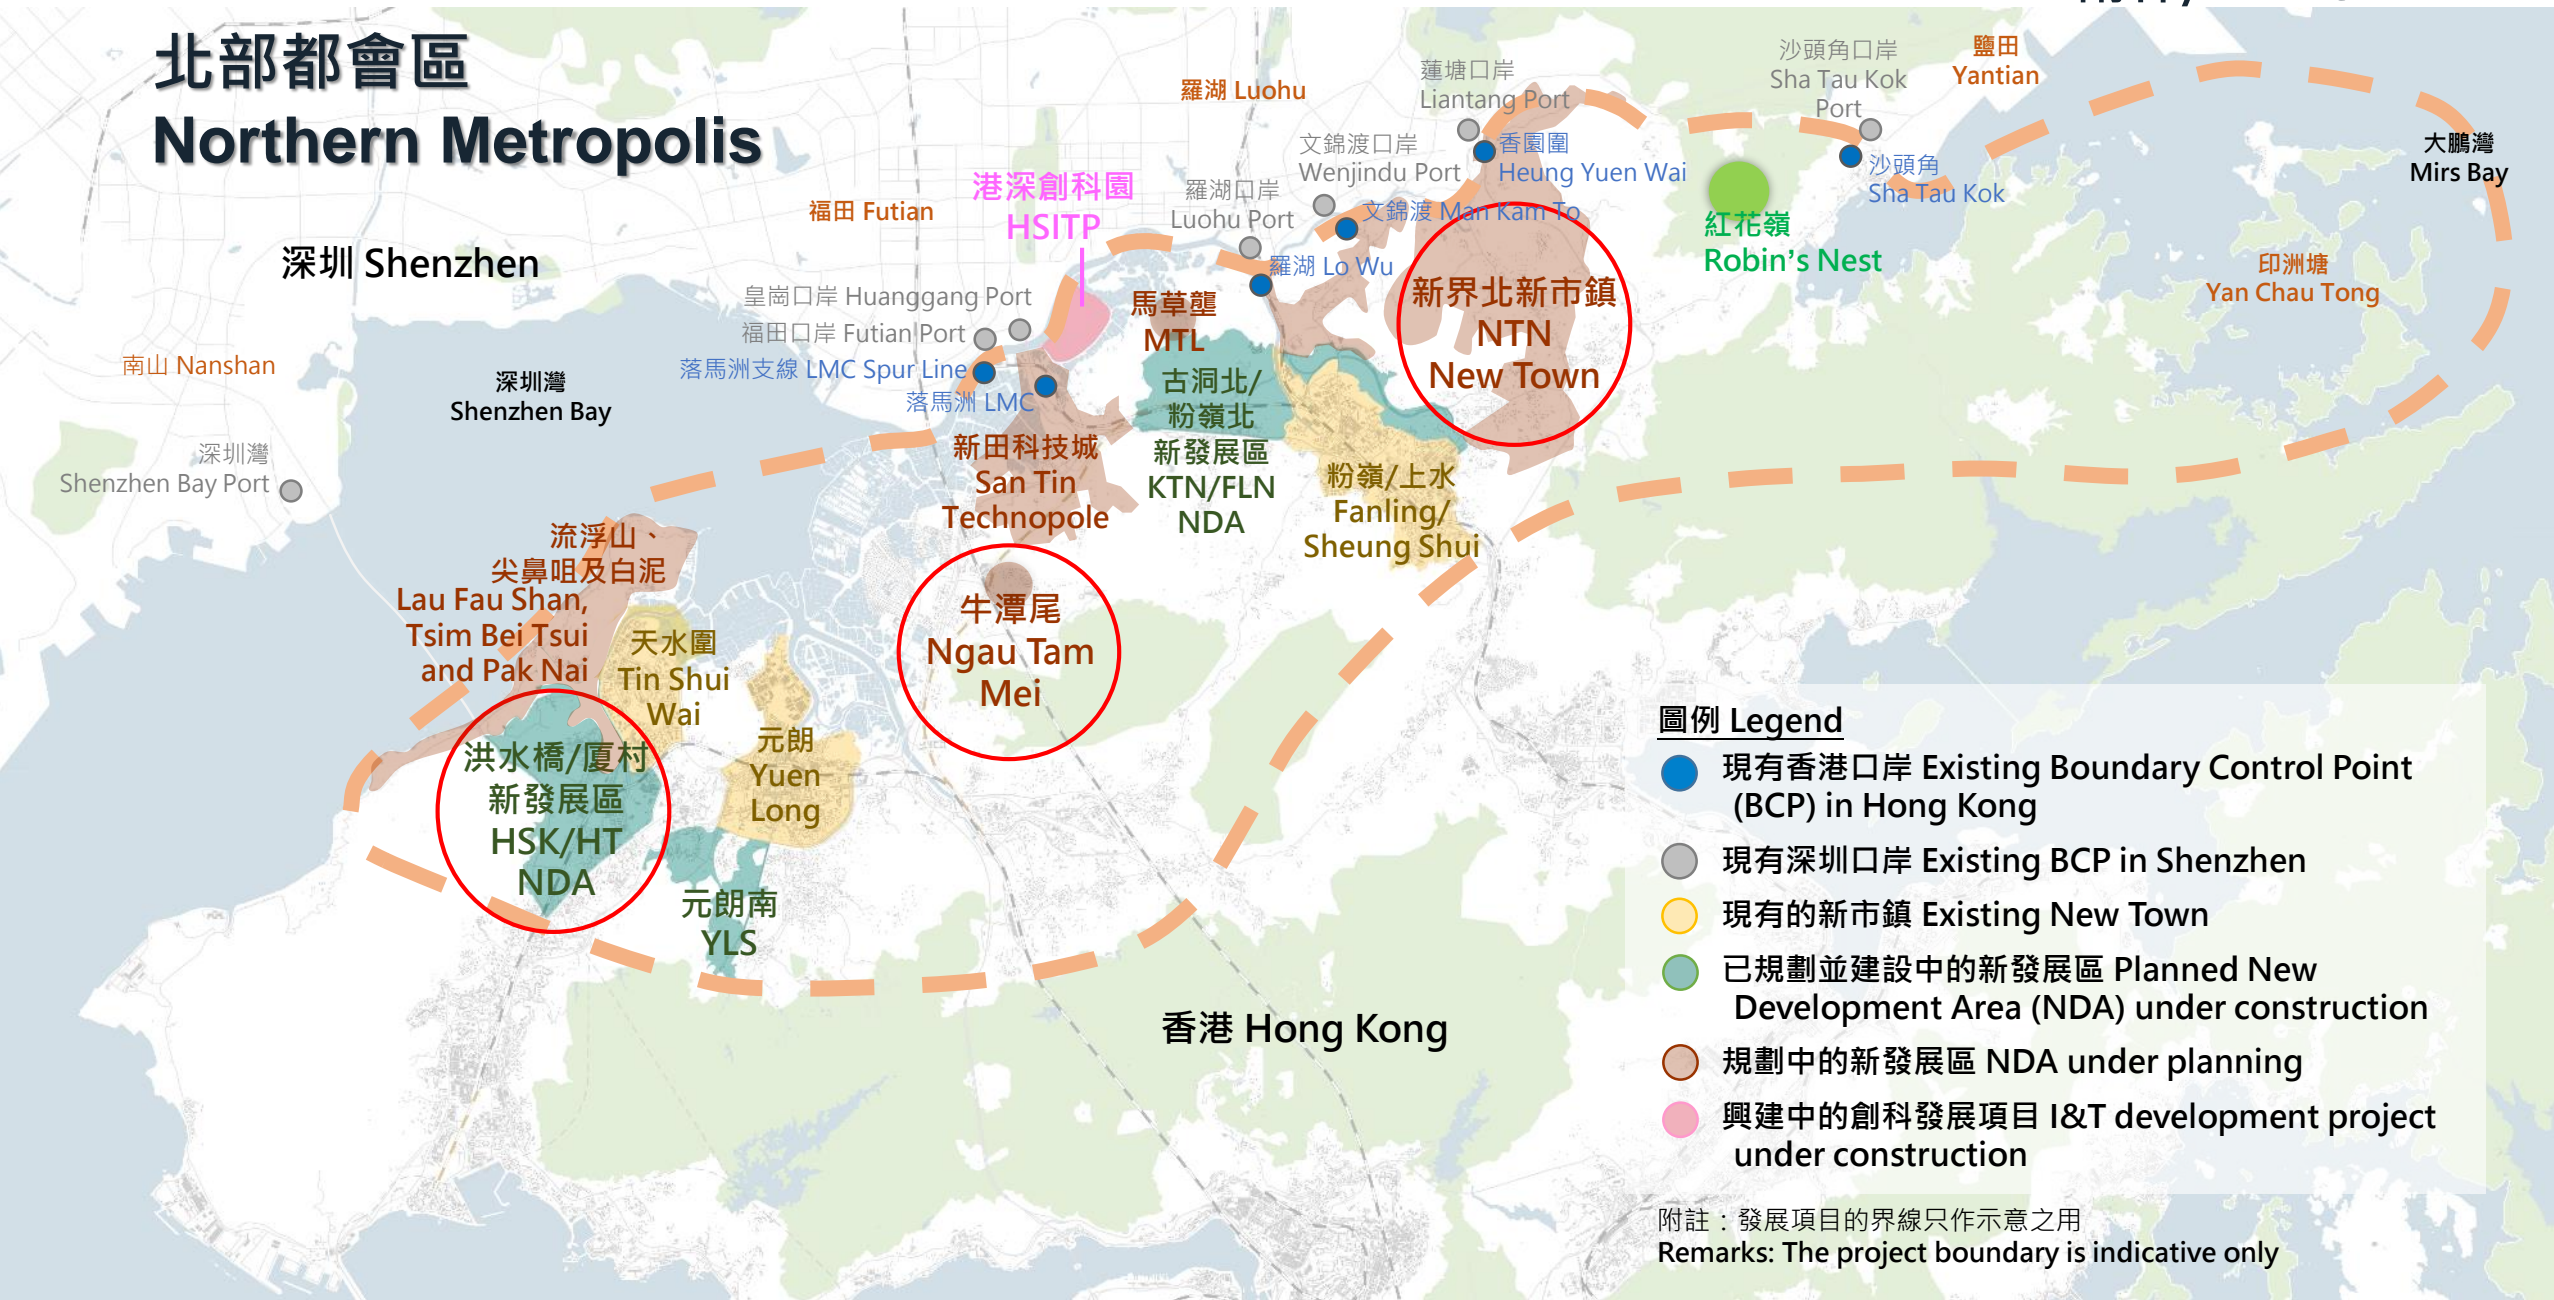 北部都會區
Northern Metropolis
深圳 Shenzhen
南山 Nanshan
深圳灣
Shenzhen Bay
深圳灣
Shenzhen Bay Port
福田 Futian
羅湖 Luohu
鹽田
Yantian
港深創科園
HSITP
皇崗口岸 Huanggang Port
福田口岸 Futian Port
落馬洲支線 LMC Spur Line
落馬洲 LMC
羅湖口岸
Luohu Port
羅湖 Lo Wu
文錦渡口岸
Wenjindu Port
文錦渡 Man Kam To
蓮塘口岸
Liantang Port
香園圍
Heung Yuen Wai
沙頭角口岸
Sha Tau Kok
Port
沙頭角
Sha Tau Kok
大鵬灣
Mirs Bay
印洲塘
Yan Chau Tong
紅花嶺
Robin's Nest
馬草壟
MTL
新界北新市鎮
NTN
New Town
古洞北/
粉嶺北
新發展區
KTN/FLN
NDA
粉嶺/上水
Fanling/
Sheung Shui
新田科技城
San Tin
Technopole
牛潭尾
Ngau Tam
Mei
流浮山、
尖鼻咀及白泥
Lau Fau Shan,
Tsim Bei Tsui
and Pak Nai
天水圍
Tin Shui
Wai
元朗
Yuen
Long
洪水橋/厦村
新發展區
HSK/HT
NDA
元朗南
YLS
香港 Hong Kong
圖例 Legend
現有香港口岸 Existing Boundary Control Point
(BCP) in Hong Kong
現有深圳口岸 Existing BCP in Shenzhen
現有的新市鎮 Existing New Town
已規劃並建設中的新發展區 Planned New
Development Area (NDA) under construction
規劃中的新發展區 NDA under planning
興建中的創科發展項目 I&T development project
under construction
附註：發展項目的界線只作示意之用
Remarks: The project boundary is indicative only